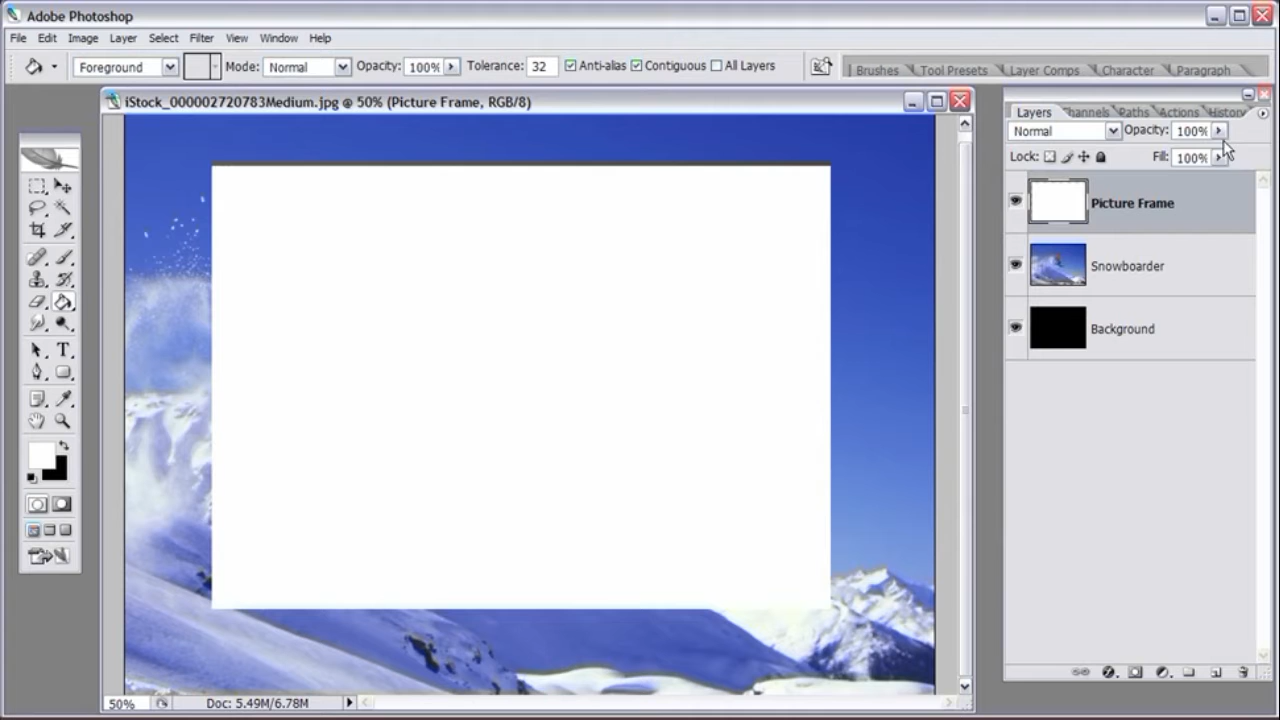 Adobe Photoshop
File Edit Image Layer Select Filter View Window Help
Foreground Mode: Normal Opacity: 100% Tolerance: 32 Anti-alias Contiguous All Layers
Brushes Tool Presets Layer Comps Character Paragraph
iStock_000002720783Medium.jpg @ 50% (Picture Frame, RGB/8)
Layers Channels Paths Actions History
Normal Opacity: 100%
Lock: Fill: 100%
Picture Frame
Snowboarder
Background
50% Doc: 5.49M/6.78M